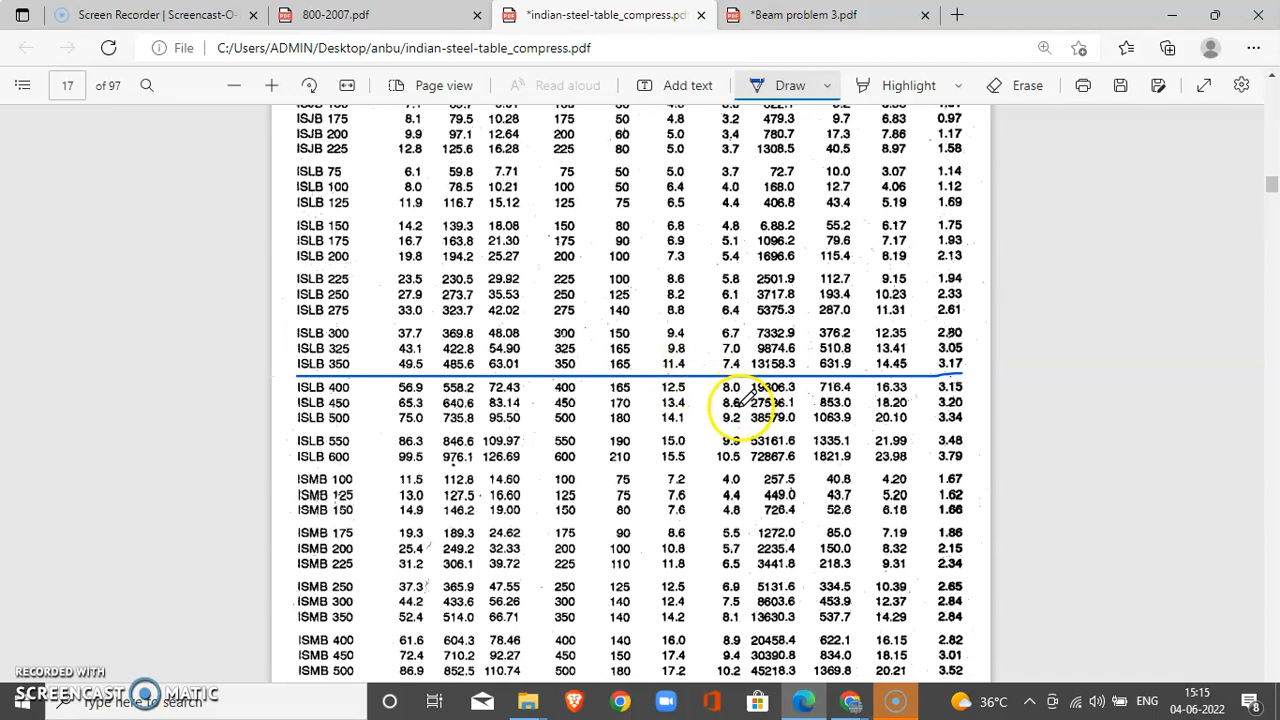 Screen Recorder | Screencast-O-
800-2007.pdf
*indian-steel-table_compress.pd
*Beam problem 3.pdf
File
C:/Users/ADMIN/Desktop/anbu/indian-steel-table_compress.pdf
17 of 97
Page view
Read aloud
Add text
Draw
Highlight
Erase
ISJB 175 8.1 79.5 10.28 175 50 4.8 3.2 479.3 9.7 6.83 0.97
ISJB 200 9.9 97.1 12.64 200 60 5.0 3.4 780.7 17.3 7.86 1.17
ISJB 225 12.8 125.6 16.28 225 80 5.0 3.7 1308.5 40.5 8.97 1.58
ISLB 75 6.1 59.8 7.71 75 50 5.0 3.7 72.7 10.0 3.07 1.14
ISLB 100 8.0 78.5 10.21 100 50 6.4 4.0 168.0 12.7 4.06 1.12
ISLB 125 11.9 116.7 15.12 125 75 6.5 4.4 406.8 43.4 5.19 1.69
ISLB 150 14.2 139.3 18.08 150 80 6.8 4.8 6.88.2 55.2 6.17 1.75
ISLB 175 16.7 163.8 21.30 175 90 6.9 5.1 1096.2 79.6 7.17 1.93
ISLB 200 19.8 194.2 25.27 200 100 7.3 5.4 1696.6 115.4 8.19 2.13
ISLB 225 23.5 230.5 29.92 225 100 8.6 5.8 2501.9 112.7 9.15 1.94
ISLB 250 27.9 273.7 35.53 250 125 8.2 6.1 3717.8 193.4 10.23 2.33
ISLB 275 33.0 323.7 42.02 275 140 8.8 6.4 5375.3 287.0 11.31 2.61
ISLB 300 37.7 369.8 48.08 300 150 9.4 6.7 7332.9 376.2 12.35 2.80
ISLB 325 43.1 422.8 54.90 325 165 9.8 7.0 9874.6 510.8 13.41 3.05
ISLB 350 49.5 485.6 63.01 350 165 11.4 7.4 13158.3 631.9 14.45 3.17
ISLB 400 56.9 558.2 72.43 400 165 12.5 8.0 19306.3 716.4 16.33 3.15
ISLB 450 65.3 640.6 83.14 450 170 13.4 8.6 27536.1 853.0 18.20 3.20
ISLB 500 75.0 735.8 95.50 500 180 14.1 9.2 38579.0 1063.9 20.10 3.34
ISLB 550 86.3 846.6 109.97 550 190 15.0 53161.6 1335.1 21.99 3.48
ISLB 600 99.5 976.1 126.69 600 210 15.5 10.5 72867.6 1821.9 23.98 3.79
ISMB 100 11.5 112.8 14.60 100 75 7.2 4.0 257.5 40.8 4.20 1.67
ISMB 125 13.0 127.5 16.60 125 75 7.6 4.4 449.0 43.7 5.20 1.62
ISMB 150 14.9 146.2 19.00 150 80 7.6 4.8 726.4 52.6 6.18 1.66
ISMB 175 19.3 189.3 24.62 175 90 8.6 5.5 1272.0 85.0 7.19 1.86
ISMB 200 25.4 249.2 32.33 200 100 10.8 5.7 2235.4 150.0 8.32 2.15
ISMB 225 31.2 306.1 39.72 225 110 11.8 6.5 3441.8 218.3 9.31 2.34
ISMB 250 37.3 365.9 47.55 250 125 12.5 6.9 5131.6 334.5 10.39 2.65
ISMB 300 44.2 433.6 56.26 300 140 12.4 7.5 8603.6 453.9 12.37 2.84
ISMB 350 52.4 514.0 66.71 350 140 14.2 8.1 13630.3 537.7 14.29 2.84
ISMB 400 61.6 604.3 78.46 400 140 16.0 8.9 20458.4 622.1 16.15 2.82
ISMB 450 72.4 710.2 92.27 450 150 17.4 9.4 30390.8 834.0 18.15 3.01
ISMB 500 86.9 852.5 110.74 500 180 17.2 10.2 45218.3 1369.8 20.21 3.52
RECORDED WITH
SCREENCAST MATIC
Type here to search
36°C
ENG
15:15
04-06-2022
8